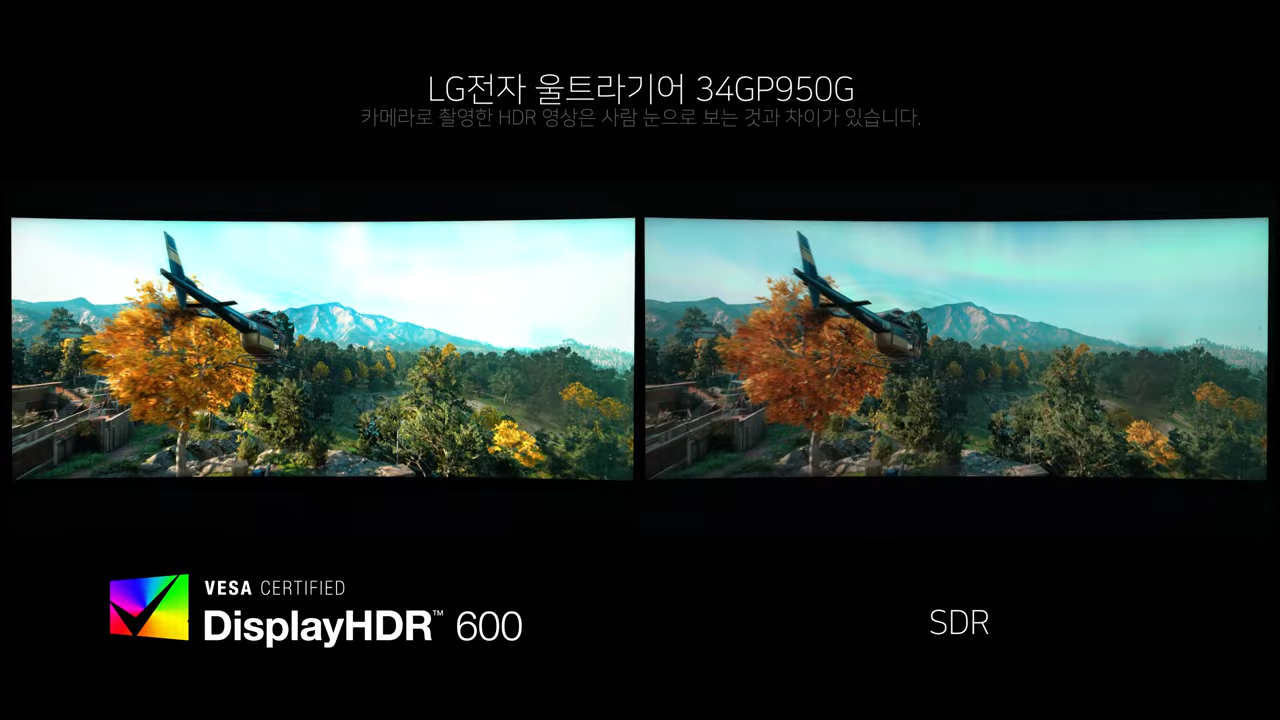 LG전자 울트라기어 34GP950G
카메라로 촬영한 HDR 영상은 사람 눈으로 보는 것과 차이가 있습니다.
VESA CERTIFIED
DisplayHDR™ 600
SDR